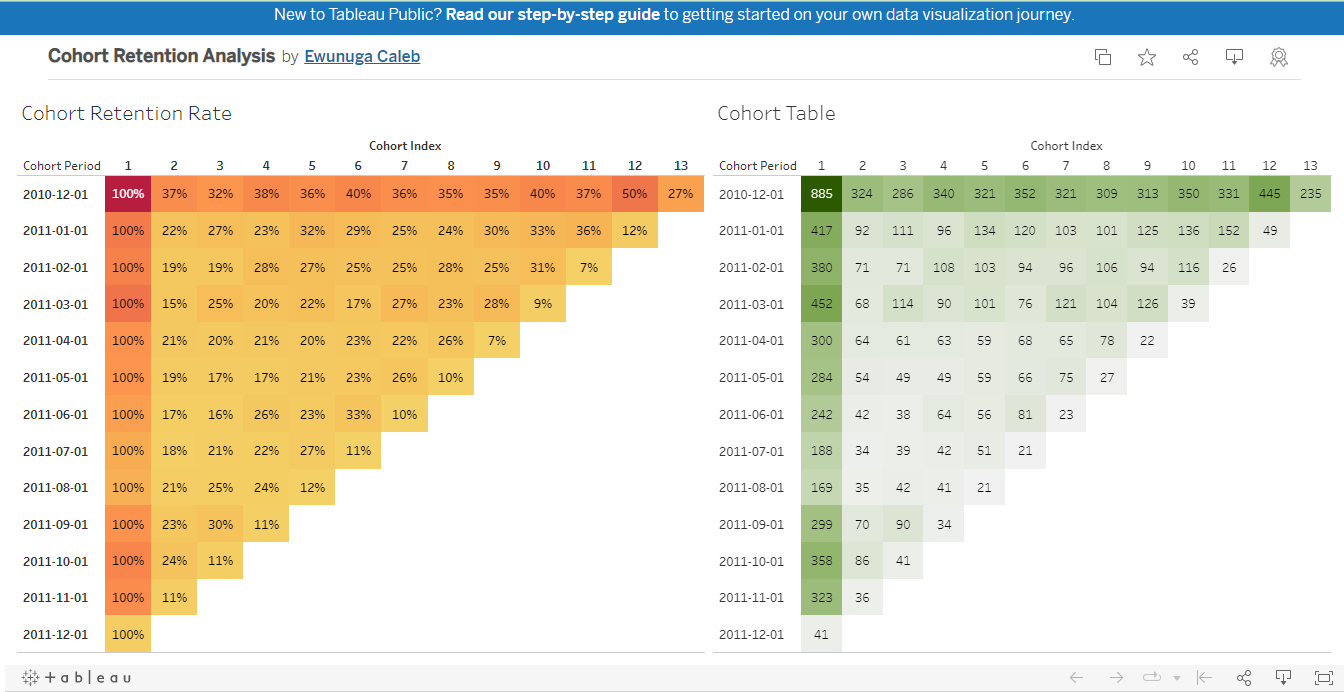 New to Tableau Public? Read our step-by-step guide to getting started on your own data visualization journey.
Cohort Retention Analysis by Ewunuga Caleb
Cohort Retention Rate
Cohort Index
Cohort Period 1 2 3 4 5 6 7 8 9 10 11 12 13
2010-12-01 100% 37% 32% 38% 36% 40% 36% 35% 35% 40% 37% 50% 27%
2011-01-01 100% 22% 27% 23% 32% 29% 25% 24% 30% 33% 36% 12%
2011-02-01 100% 19% 19% 28% 27% 25% 25% 28% 25% 31% 7%
2011-03-01 100% 15% 25% 20% 22% 17% 27% 23% 28% 9%
2011-04-01 100% 21% 20% 21% 20% 23% 22% 26% 7%
2011-05-01 100% 19% 17% 17% 21% 23% 26% 10%
2011-06-01 100% 17% 16% 26% 23% 33% 10%
2011-07-01 100% 18% 21% 22% 27% 11%
2011-08-01 100% 21% 25% 24% 12%
2011-09-01 100% 23% 30% 11%
2011-10-01 100% 24% 11%
2011-11-01 100% 11%
2011-12-01 100%
Cohort Table
Cohort Index
Cohort Period 1 2 3 4 5 6 7 8 9 10 11 12 13
2010-12-01 885 324 286 340 321 352 321 309 313 350 331 445 235
2011-01-01 417 92 111 96 134 120 103 101 125 136 152 49
2011-02-01 380 71 71 108 103 94 96 106 94 116 26
2011-03-01 452 68 114 90 101 76 121 104 126 39
2011-04-01 300 64 61 63 59 68 65 78 22
2011-05-01 284 54 49 49 59 66 75 27
2011-06-01 242 42 38 64 56 81 23
2011-07-01 188 34 39 42 51 21
2011-08-01 169 35 42 41 21
2011-09-01 299 70 90 34
2011-10-01 358 86 41
2011-11-01 323 36
2011-12-01 41
+ableau